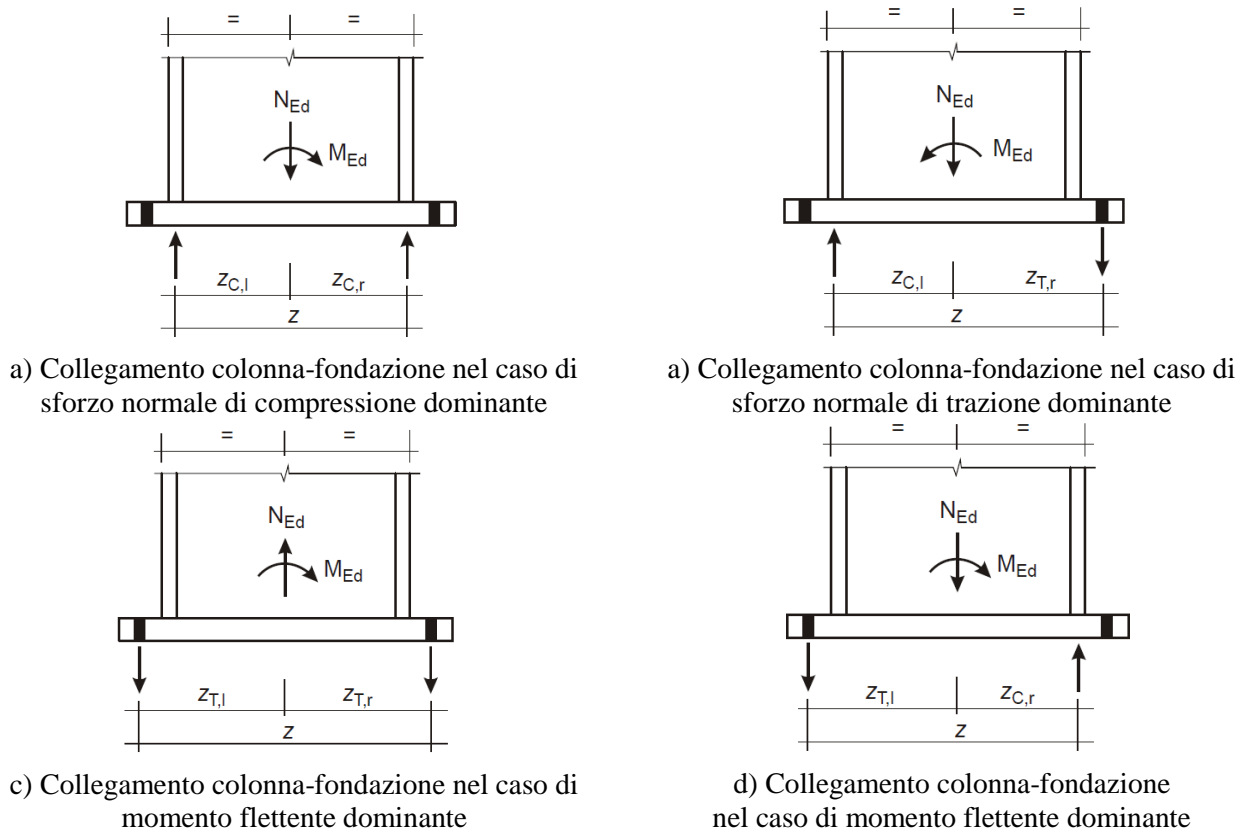 = =
N_Ed
M_Ed
z_C,l z_C,r
z
a) Collegamento colonna-fondazione nel caso di
sforzo normale di compressione dominante
= =
N_Ed
M_Ed
z_C,l z_T,r
z
a) Collegamento colonna-fondazione nel caso di
sforzo normale di trazione dominante
= =
N_Ed
M_Ed
z_T,l z_T,r
z
c) Collegamento colonna-fondazione nel caso di
momento flettente dominante
= =
N_Ed
M_Ed
z_T,l z_C,r
z
d) Collegamento colonna-fondazione
nel caso di momento flettente dominante